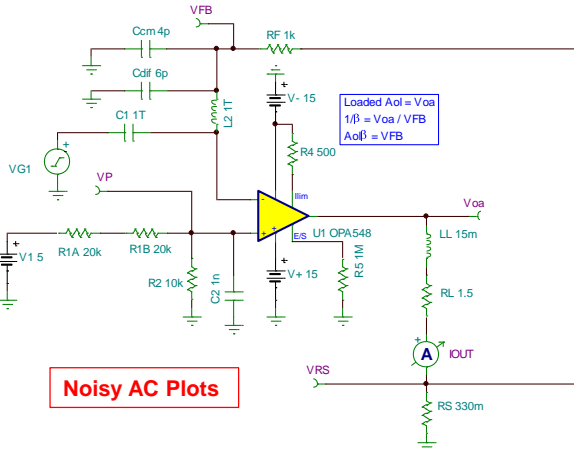 VFB
Ccm 4p
RF 1k
Cdif 6p
V- 15
L2 1T
C1 1T
Loaded Aol = Voa
1/β = Voa / VFB
Aolβ = VFB
R4 500
VG1
+
VP
Ilim
-
+
+
+
Voa
E/S
U1 OPA548
LL 15m
V1 5
R1A 20k
R1B 20k
R2 10k
C2 1n
V+ 15
R5 1M
RL 1.5
+
A
IOUT
VRS
Noisy AC Plots
RS 330m